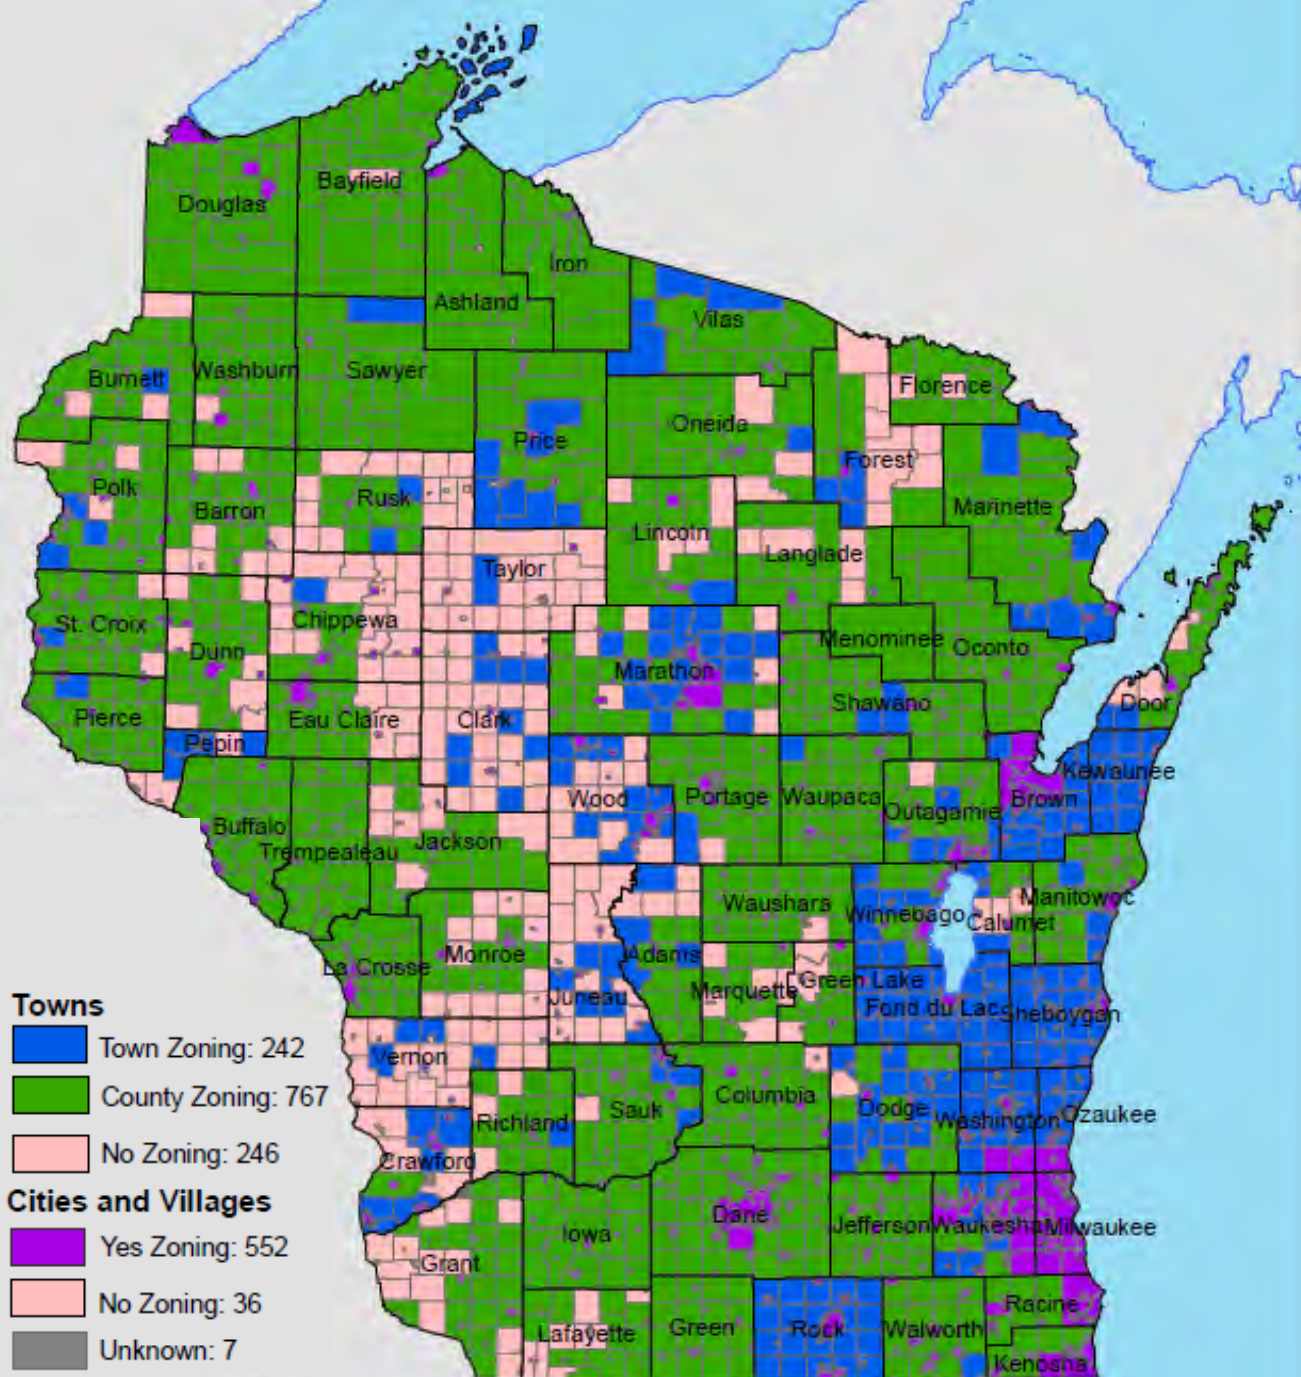 Douglas
Bayfield
Iron
Ashland
Vilas
Burnett
Washburn
Sawyer
Florence
Price
Oneida
Forest
Polk
Barron
Rusk
Marinette
Lincoln
Langlade
Taylor
St. Croix
Chippewa
Dunn
Menominee
Oconto
Marathon
Pierce
Eau Claire
Clark
Shawano
Door
Pepin
Kewaunee
Wood
Portage
Waupaca
Outagamie
Brown
Buffalo
Trempealeau
Jackson
Waushara
Winnebago
Calumet
Manitowoc
La Crosse
Monroe
Adams
Juneau
Marquette
Green Lake
Fond du Lac
Sheboygan
Vernon
Columbia
Dodge
Washington
Ozaukee
Richland
Sauk
Crawford
Dane
Jefferson
Waukesha
Milwaukee
Iowa
Grant
Lafayette
Green
Rock
Walworth
Racine
Kenosha
Towns
Town Zoning: 242
County Zoning: 767
No Zoning: 246
Cities and Villages
Yes Zoning: 552
No Zoning: 36
Unknown: 7